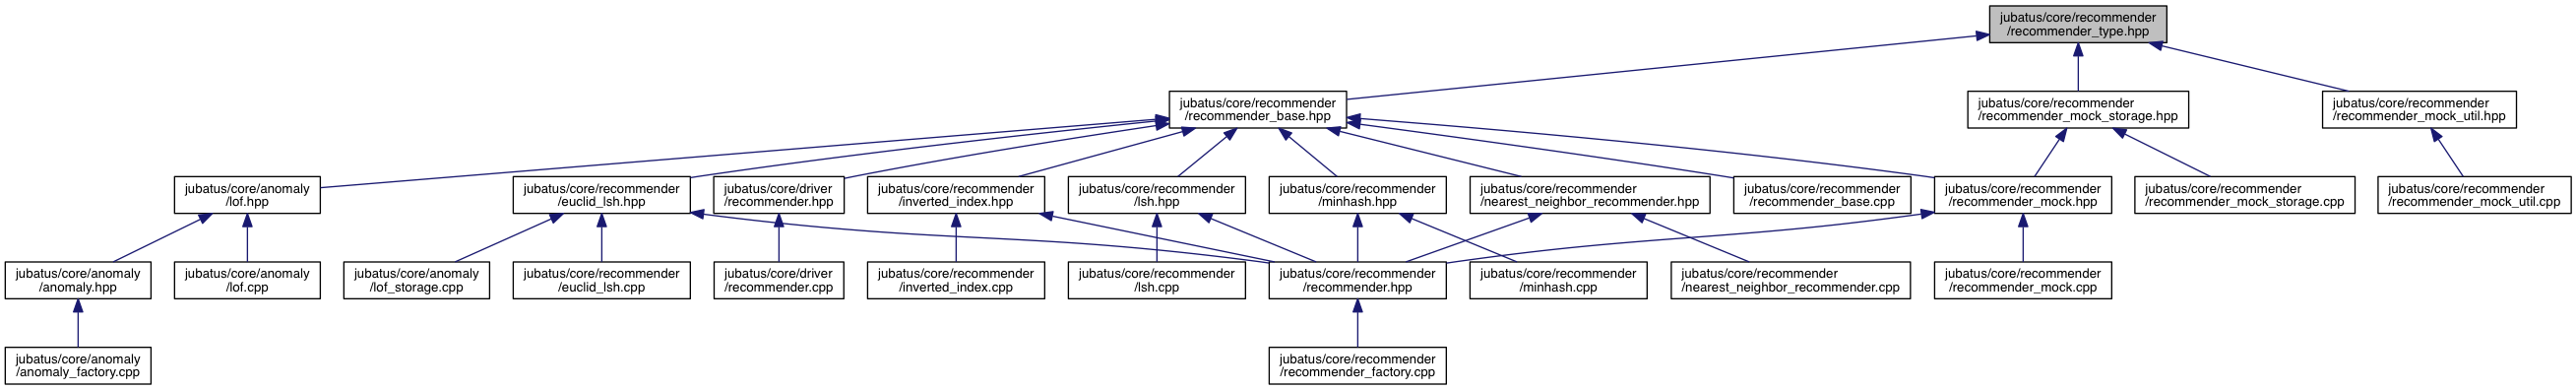 jubatus/core/recommender
/recommender_type.hpp
jubatus/core/recommender
/recommender_base.hpp
jubatus/core/recommender
/recommender_mock_storage.hpp
jubatus/core/recommender
/recommender_mock_util.hpp
jubatus/core/anomaly
/lof.hpp
jubatus/core/recommender
/euclid_lsh.hpp
jubatus/core/driver
/recommender.hpp
jubatus/core/recommender
/inverted_index.hpp
jubatus/core/recommender
/lsh.hpp
jubatus/core/recommender
/minhash.hpp
jubatus/core/recommender
/nearest_neighbor_recommender.hpp
jubatus/core/recommender
/recommender_base.cpp
jubatus/core/recommender
/recommender_mock.hpp
jubatus/core/recommender
/recommender_mock_storage.cpp
jubatus/core/recommender
/recommender_mock_util.cpp
jubatus/core/anomaly
/anomaly.hpp
jubatus/core/anomaly
/lof.cpp
jubatus/core/anomaly
/lof_storage.cpp
jubatus/core/recommender
/euclid_lsh.cpp
jubatus/core/driver
/recommender.cpp
jubatus/core/recommender
/inverted_index.cpp
jubatus/core/recommender
/lsh.cpp
jubatus/core/recommender
/recommender.hpp
jubatus/core/recommender
/minhash.cpp
jubatus/core/recommender
/nearest_neighbor_recommender.cpp
jubatus/core/recommender
/recommender_mock.cpp
jubatus/core/anomaly
/anomaly_factory.cpp
jubatus/core/recommender
/recommender_factory.cpp